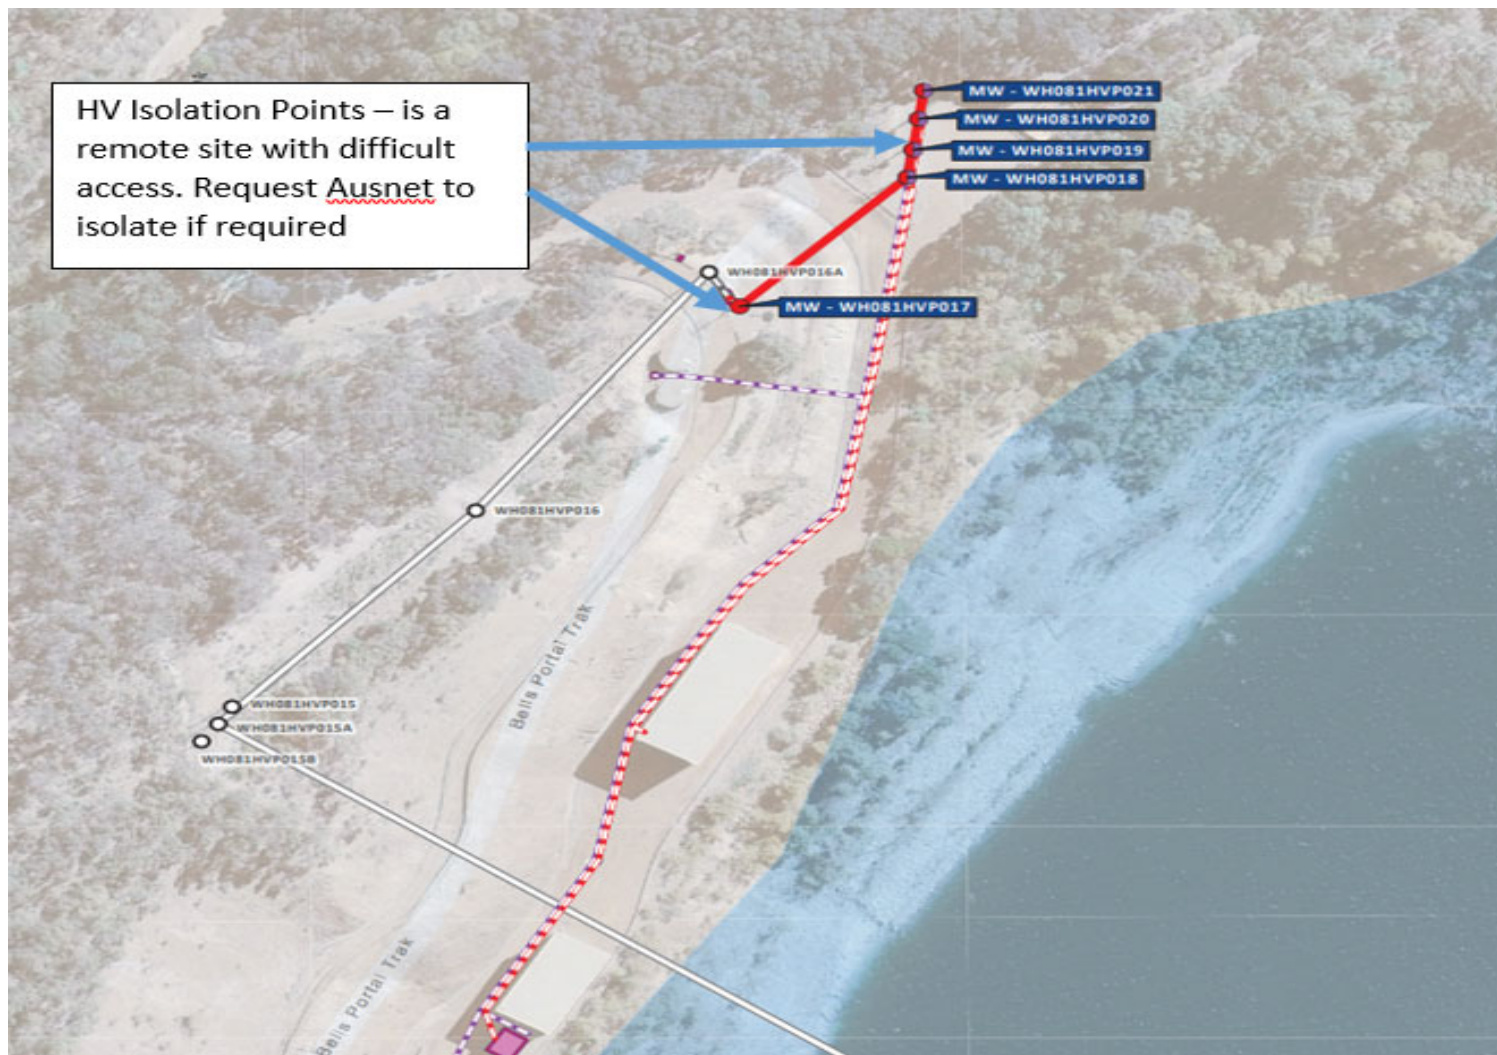 HV Isolation Points – is a
remote site with difficult
access. Request Ausnet to
isolate if required
MW - WH081HVP021
MW - WH081HVP020
MW - WH081HVP019
MW - WH081HVP018
WH081HVP016A
MW - WH081HVP017
WH081HVP016
Bells Portal Trak
WH081HVP015
WH081HVP015A
WH081HVP015B
Bells Portal Trak